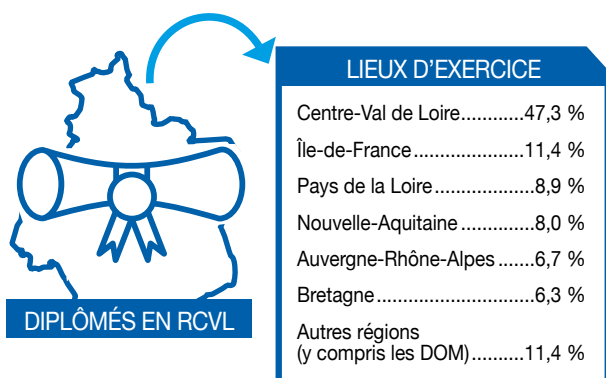 LIEUX D'EXERCICE
Centre-Val de Loire............47,3 %
Île-de-France....................11,4 %
Pays de la Loire..................8,9 %
Nouvelle-Aquitaine..............8,0 %
Auvergne-Rhône-Alpes.......6,7 %
Bretagne............................6,3 %
Autres régions
(y compris les DOM)..........11,4 %
DIPLÔMÉS EN RCVL